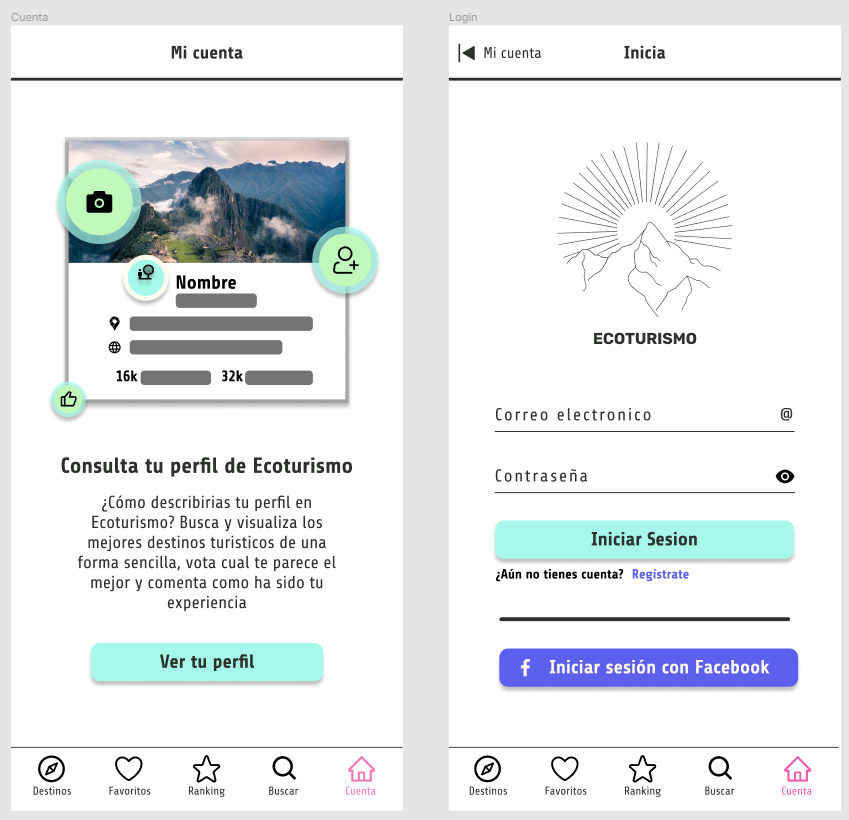 Cuenta
Mi cuenta
Nombre
16k
32k
Consulta tu perfil de Ecoturismo
¿Cómo describirias tu perfil en
Ecoturismo? Busca y visualiza los
mejores destinos turisticos de una
forma sencilla, vota cual te parece el
mejor y comenta como ha sido tu
experiencia
Ver tu perfil
Destinos
Favoritos
Ranking
Buscar
Cuenta
Login
Mi cuenta
Inicia
ECOTURISMO
Correo electronico @
Contraseña
Iniciar Sesion
¿Aún no tienes cuenta? Regístrate
Iniciar sesión con Facebook
Destinos
Favoritos
Ranking
Buscar
Cuenta